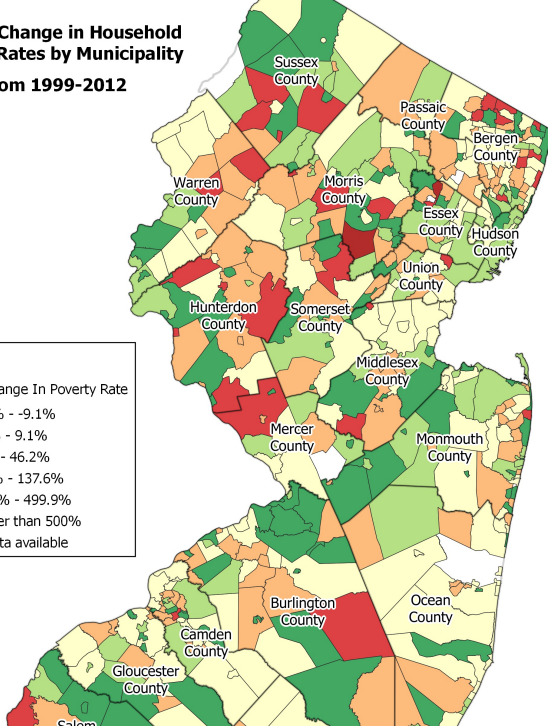 Change in Household
Rates by Municipality
om 1999-2012
Sussex
County
Passaic
County
Bergen
County
Warren
County
Morris
County
Essex
County
Hudson
County
Union
County
Hunterdon
County
Somerset
County
ange In Poverty Rate
% - -9.1%
- 9.1%
- 46.2%
% - 137.6%
% - 499.9%
er than 500%
ta available
Middlesex
County
Mercer
County
Monmouth
County
Burlington
County
Ocean
County
Camden
County
Gloucester
County
Salem